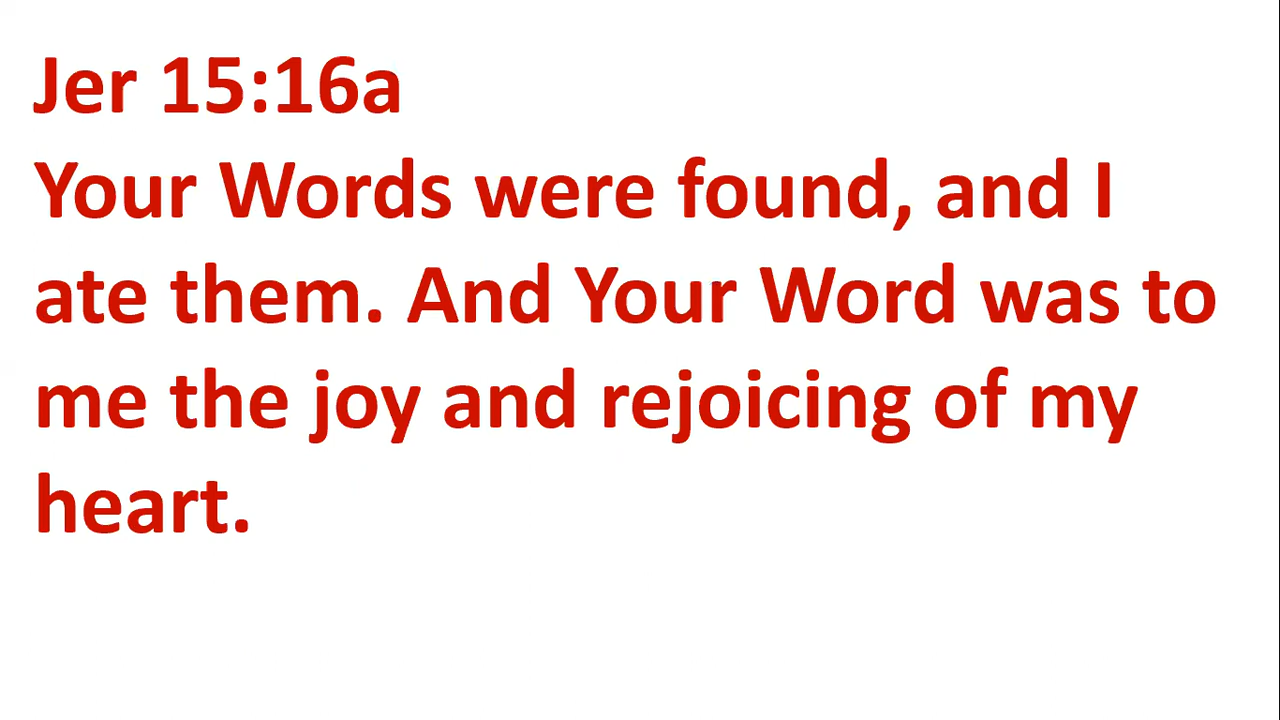 Jer 15:16a
Your Words were found, and I
ate them. And Your Word was to
me the joy and rejoicing of my
heart.